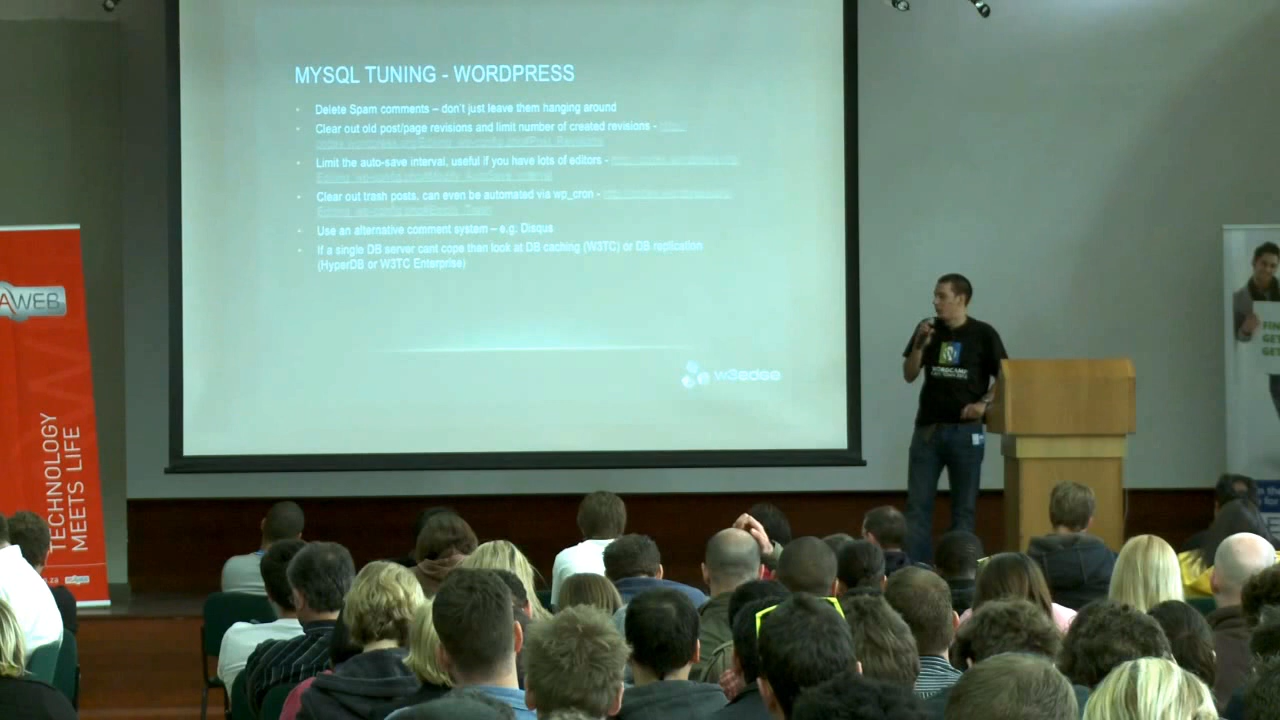 MYSQL TUNING - WORDPRESS
• Delete Spam comments – don't just leave them hanging around
• Clear out old post/page revisions and limit number of created revisions -
• Limit the auto-save interval, useful if you have lots of editors -
• Clear out trash posts, can even be automated via wp_cron -
• Use an alternative comment system – e.g. Disqus
• If a single DB server cant cope then look at DB caching (W3TC) or DB replication
(HyperDB or W3TC Enterprise)
w3edge
AWEB
TECHNOLOGY
MEETS LIFE
WORDCAMP